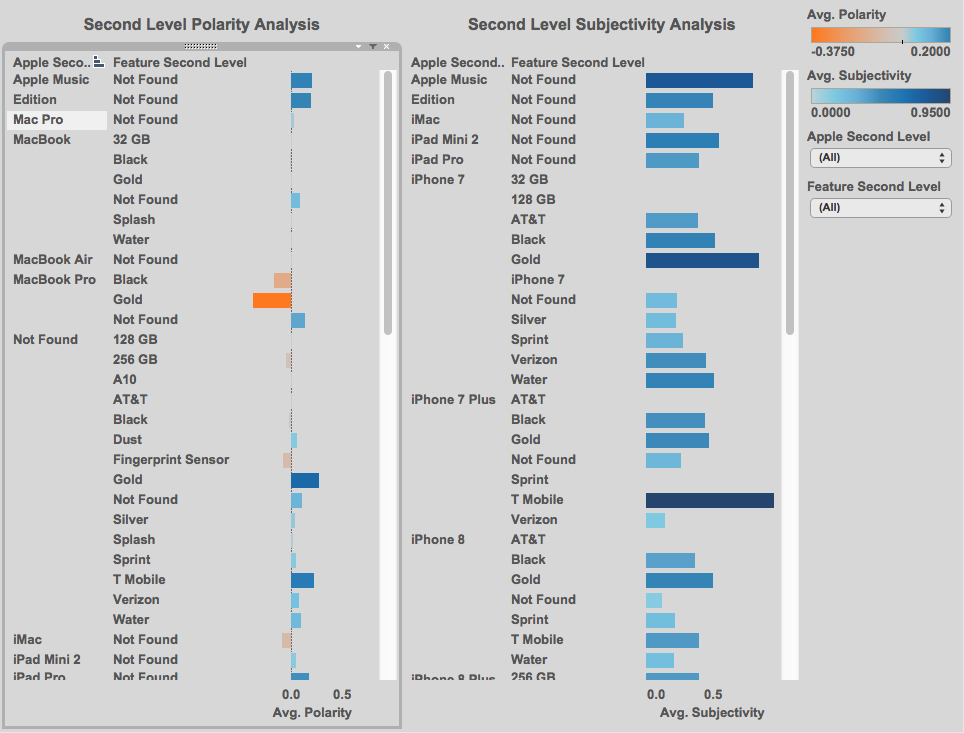 Second Level Polarity Analysis
Apple Seco.. Feature Second Level
Apple Music Not Found
Edition Not Found
Mac Pro Not Found
MacBook 32 GB
Black
Gold
Not Found
Splash
Water
MacBook Air Not Found
MacBook Pro Black
Gold
Not Found
Not Found 128 GB
256 GB
A10
AT&T
Black
Dust
Fingerprint Sensor
Gold
Not Found
Silver
Splash
Sprint
T Mobile
Verizon
Water
iMac Not Found
iPad Mini 2 Not Found
iPad Pro Not Found
0.0 0.5
Avg. Polarity
Second Level Subjectivity Analysis
Apple Second.. Feature Second Level
Apple Music Not Found
Edition Not Found
iMac Not Found
iPad Mini 2 Not Found
iPad Pro Not Found
iPhone 7 32 GB
128 GB
AT&T
Black
Gold
iPhone 7
Not Found
Silver
Sprint
Verizon
Water
iPhone 7 Plus AT&T
Black
Gold
Not Found
Sprint
T Mobile
Verizon
iPhone 8 AT&T
Black
Gold
Not Found
Sprint
T Mobile
Water
iPhone 8 Plus 256 GB
0.0 0.5
Avg. Subjectivity
Avg. Polarity
-0.3750 0.2000
Avg. Subjectivity
0.0000 0.9500
Apple Second Level
(All)
Feature Second Level
(All)